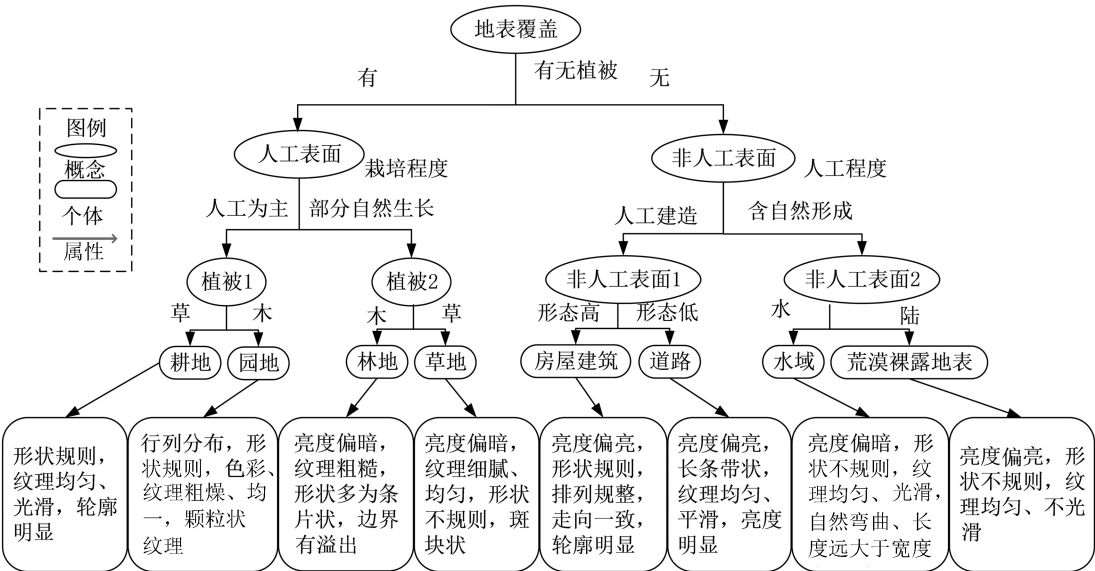 地表覆盖
有无植被
有
无
图例
概念
个体
属性
人工表面
栽培程度
非人工表面
人工程度
人工为主
部分自然生长
人工建造
含自然形成
植被1
植被2
非人工表面1
非人工表面2
草
木
木
草
形态高
形态低
水
陆
耕地
园地
林地
草地
房屋建筑
道路
水域
荒漠裸露地表
形状规则，
纹理均匀、
光滑，轮廓
明显
行列分布，形
状规则，色彩、
纹理粗燥、均
一，颗粒状
纹理
亮度偏暗，
纹理粗糙，
形状多为条
片状，边界
有溢出
亮度偏暗，
纹理细腻、
均匀，形状
不规则，斑
块状
亮度偏亮，
形状规则，
排列规整，
走向一致，
轮廓明显
亮度偏亮，
长条带状，
纹理均匀、
平滑，亮度
明显
亮度偏暗，形
状不规则，纹
理均匀、光滑，
自然弯曲、长
度远大于宽度
亮度偏亮，形
状不规则，纹
理均匀、不光
滑